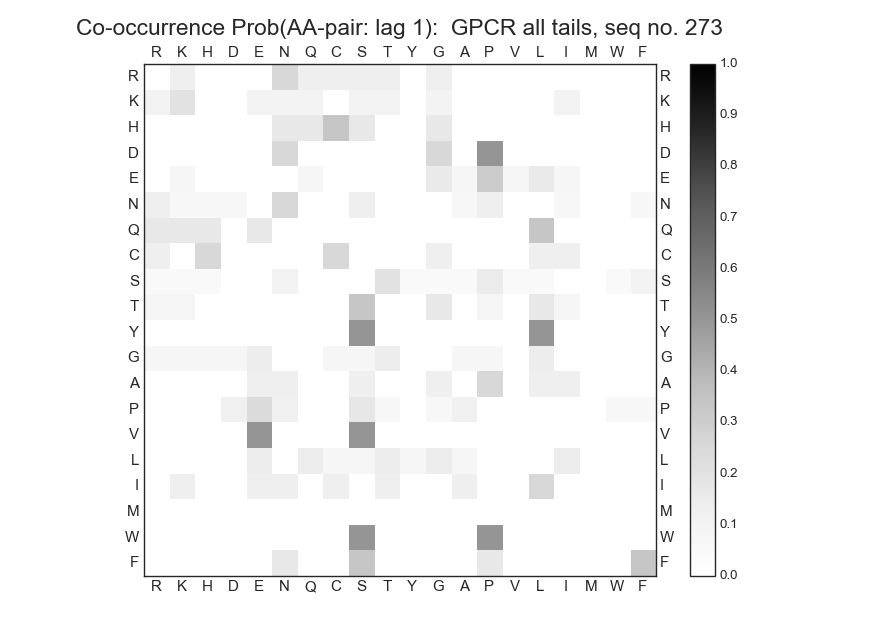 Co-occurrence Prob(AA-pair: lag 1):  GPCR all tails, seq no. 273
R K H D E N Q C S T Y G A P V L I M W F
1.0
R R
0.9
K K
H H
0.8
D D
E E
0.7
N N
0.6
Q Q
C C
S S
0.5
T T
Y Y
0.4
G G
A A
0.3
P P
V V
0.2
L L
I I
0.1
M M
W W
F F
0.0
R K H D E N Q C S T Y G A P V L I M W F